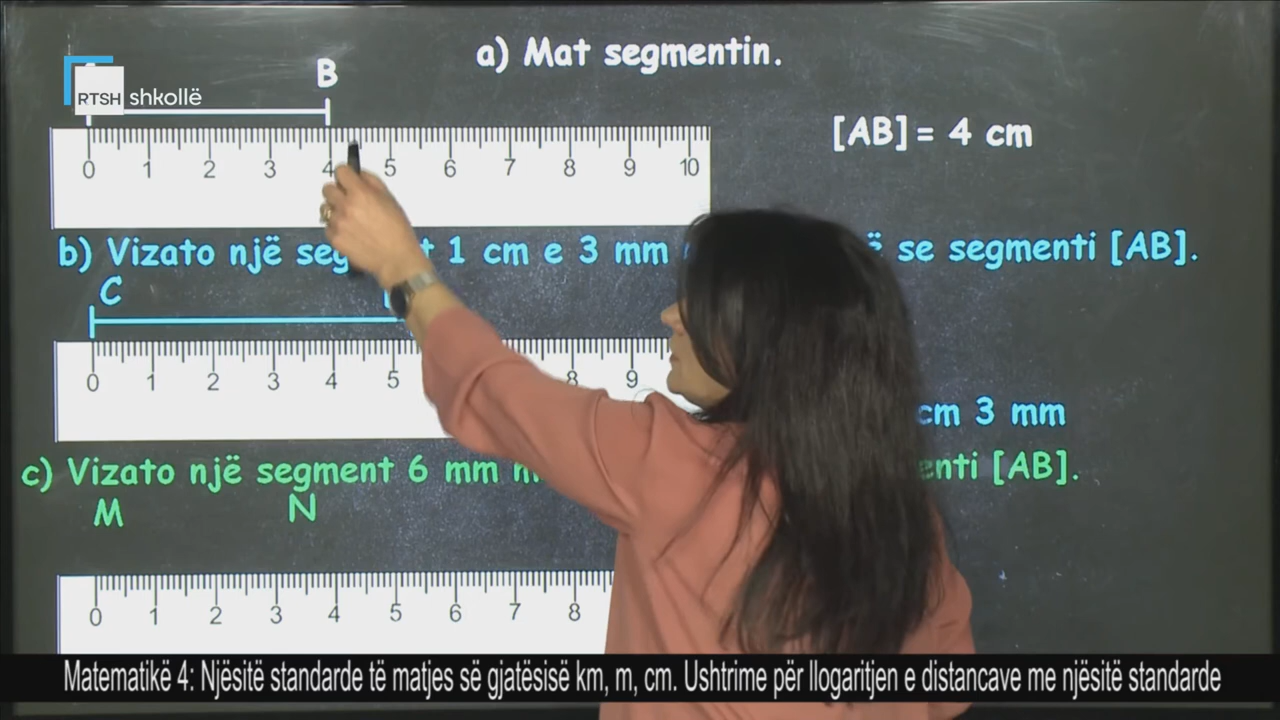 a) Mat segmentin.
B
RTSH shkollë
[AB] = 4 cm
0 1 2 3 4 5 6 7 8 9 10
b) Vizato një 1 cm e 3 mm se segmenti [AB].
C
0 1 2 3 4 5 8 9
cm 3 mm
c) Vizato një segment 6 mm [AB].
M N
0 1 2 3 4 5 6 7 8
Matematikë 4: Njësitë standarde të matjes së gjatësisë km, m, cm. Ushtrime për llogaritjen e distancave me njësitë standarde